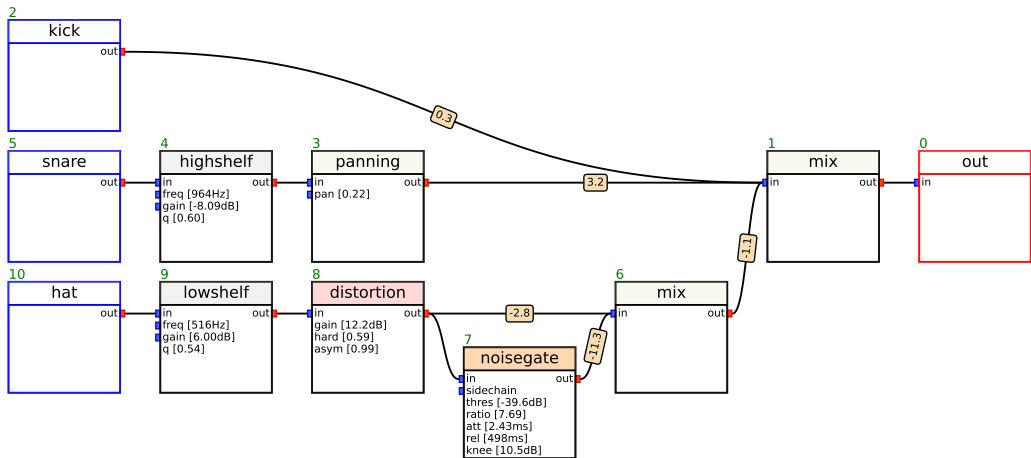 2
kick
out
0.3
5
snare
out
4
highshelf
in out
freq [964Hz]
gain [-8.09dB]
q [0.60]
3
panning
in out
pan [0.22]
3.2
1
mix
in out
0
out
in
-1.1
10
hat
out
9
lowshelf
in out
freq [516Hz]
gain [6.00dB]
q [0.54]
8
distortion
in out
gain [12.2dB]
hard [0.59]
asym [0.99]
-2.8
7
noisegate
in out
sidechain
thres [-39.6dB]
ratio [7.69]
att [2.43ms]
rel [498ms]
knee [10.5dB]
-11.3
6
mix
in out